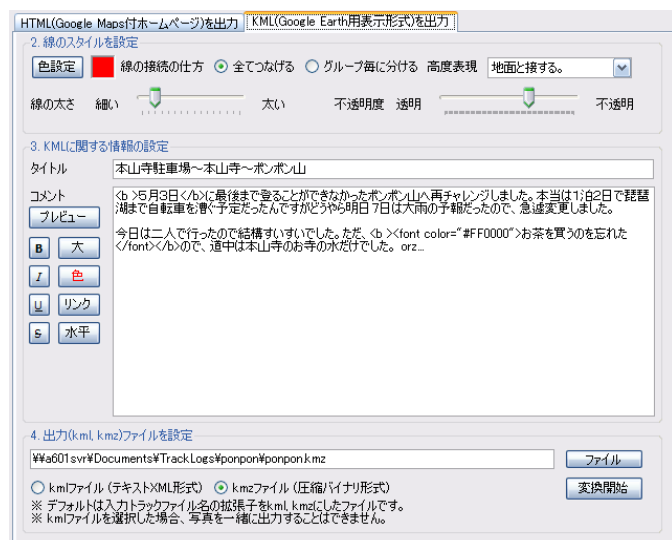 HTML(Google Maps付ホームページ)を出力 KML(Google Earth用表示形式)を出力
2. 線のスタイルを設定
色設定 線の接続の仕方 全てつなげる グループ毎に分ける 高度表現 地面と接する。
線の太さ 細い 太い 不透明度 透明 不透明
3. KMLに関する情報の設定
タイトル 本山寺駐車場～本山寺～ポンポン山
コメント
プレビュー
B 大
I 色
U リンク
S 水平
<b >5月3日</b>に最後まで登ることができなかったポンポン山へ再チャレンジしました。本当は1泊2日で琵琶
湖まで自転車を漕ぐ予定だったんですがどうやら明日7日は大雨の予報だったので、急遽変更しました。
今日は二人で行ったので結構すいすいでした。ただ、<b ><font color="#FF0000">お茶を買うのを忘れた
</font></b>ので、道中は本山寺のお寺の水だけでした。 orz...
4. 出力(kml, kmz)ファイルを設定
¥¥a601svr¥Documents¥TrackLogs¥ponpon¥ponpon.kmz ファイル
kmlファイル (テキストXML形式) kmzファイル (圧縮バイナリ形式) 変換開始
※ デフォルトは入力トラックファイル名の拡張子をkml, kmzにしたファイルです。
※ kmlファイルを選択した場合、写真を一緒に出力することはできません。